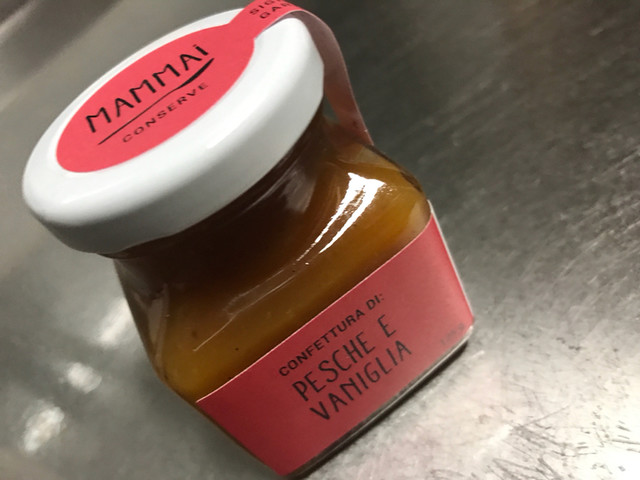 MAMMAi
CONSERVE
CONFETTURA DI:
PESCHE E
VANIGLIA